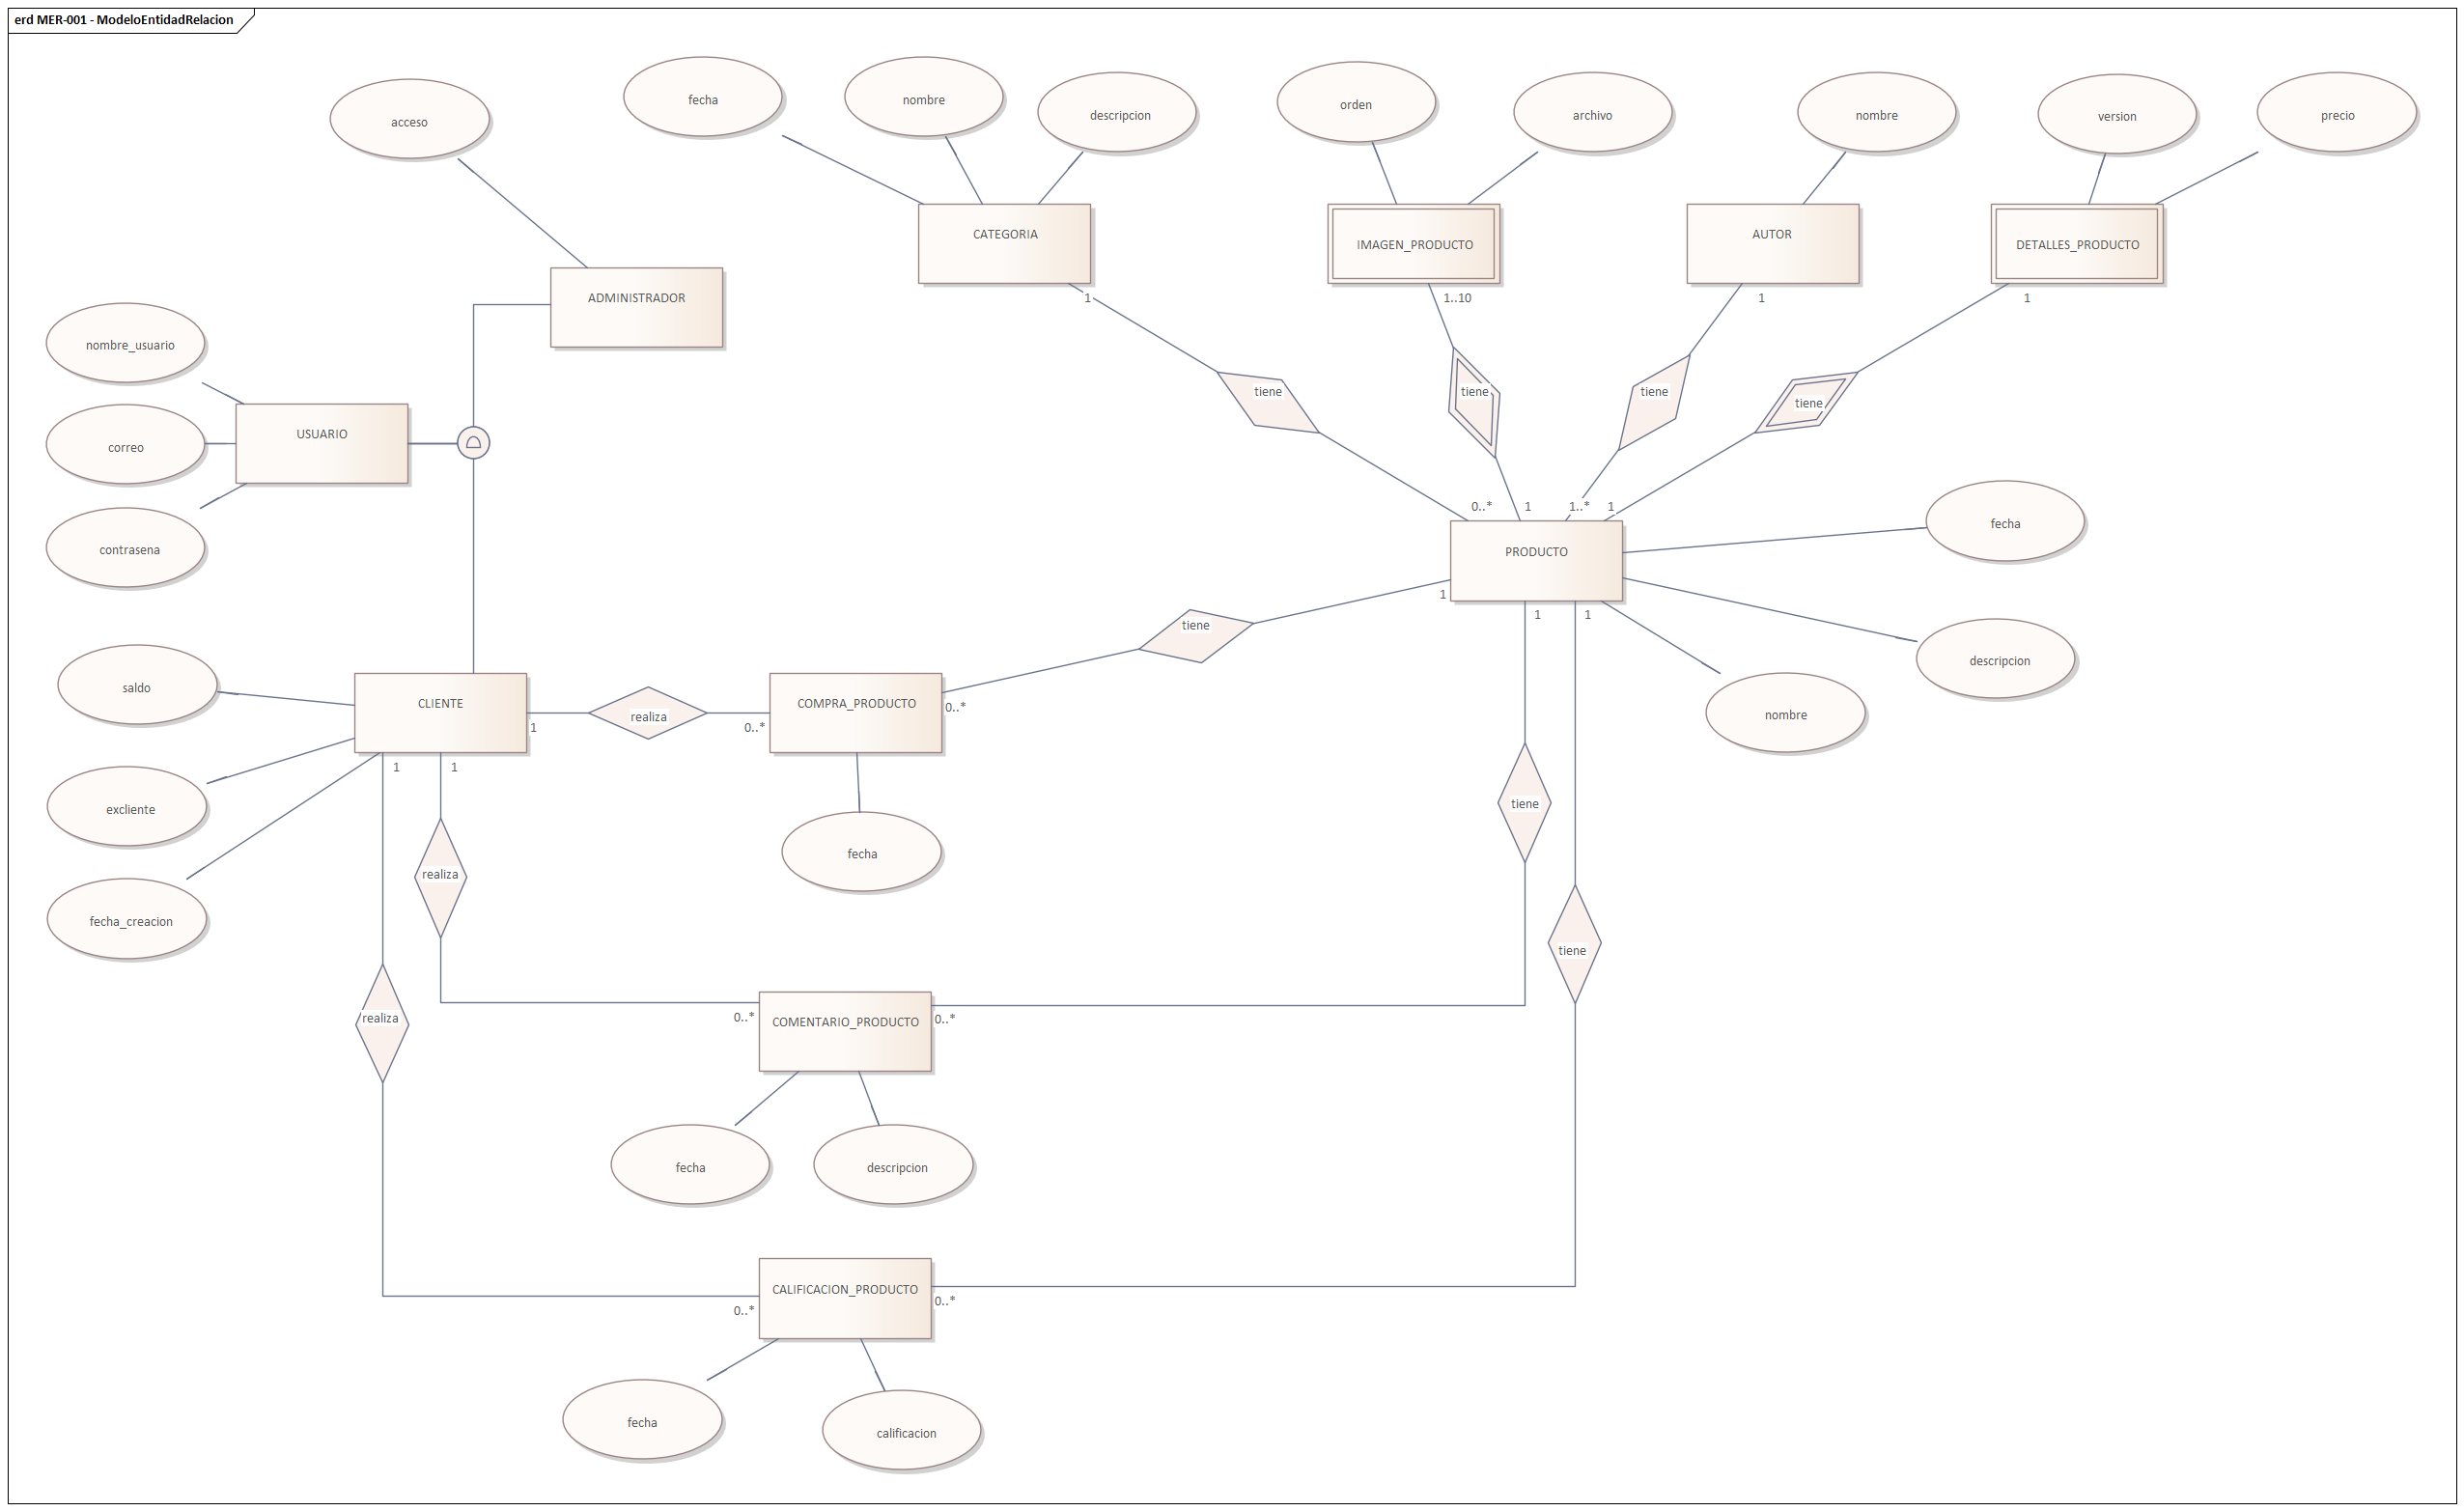 erd MER-001 - ModeloEntidadRelacion
acceso
fecha
nombre
descripcion
orden
archivo
nombre
version
precio
CATEGORIA
IMAGEN_PRODUCTO
AUTOR
DETALLES_PRODUCTO
ADMINISTRADOR
1
1..10
1
1
nombre_usuario
tiene
tiene
tiene
tiene
USUARIO
correo
contrasena
0..*
1
1..*
1
fecha
PRODUCTO
1
1
1
tiene
descripcion
nombre
saldo
CLIENTE
1
realiza
0..*
COMPRA_PRODUCTO
0..*
1
1
excliente
tiene
fecha
realiza
fecha_creacion
tiene
realiza
0..*
COMENTARIO_PRODUCTO
0..*
fecha
descripcion
CALIFICACION_PRODUCTO
0..*
0..*
fecha
calificacion